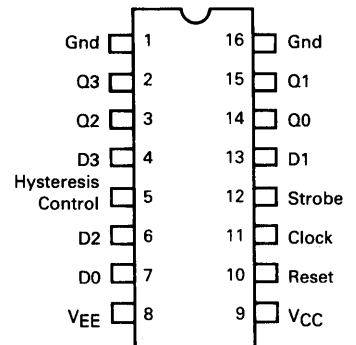 Gnd 1 16 Gnd
Q3 2 15 Q1
Q2 3 14 Q0
D3 4 13 D1
Hysteresis
Control 5 12 Strobe
D2 6 11 Clock
D0 7 10 Reset
VEE 8 9 VCC